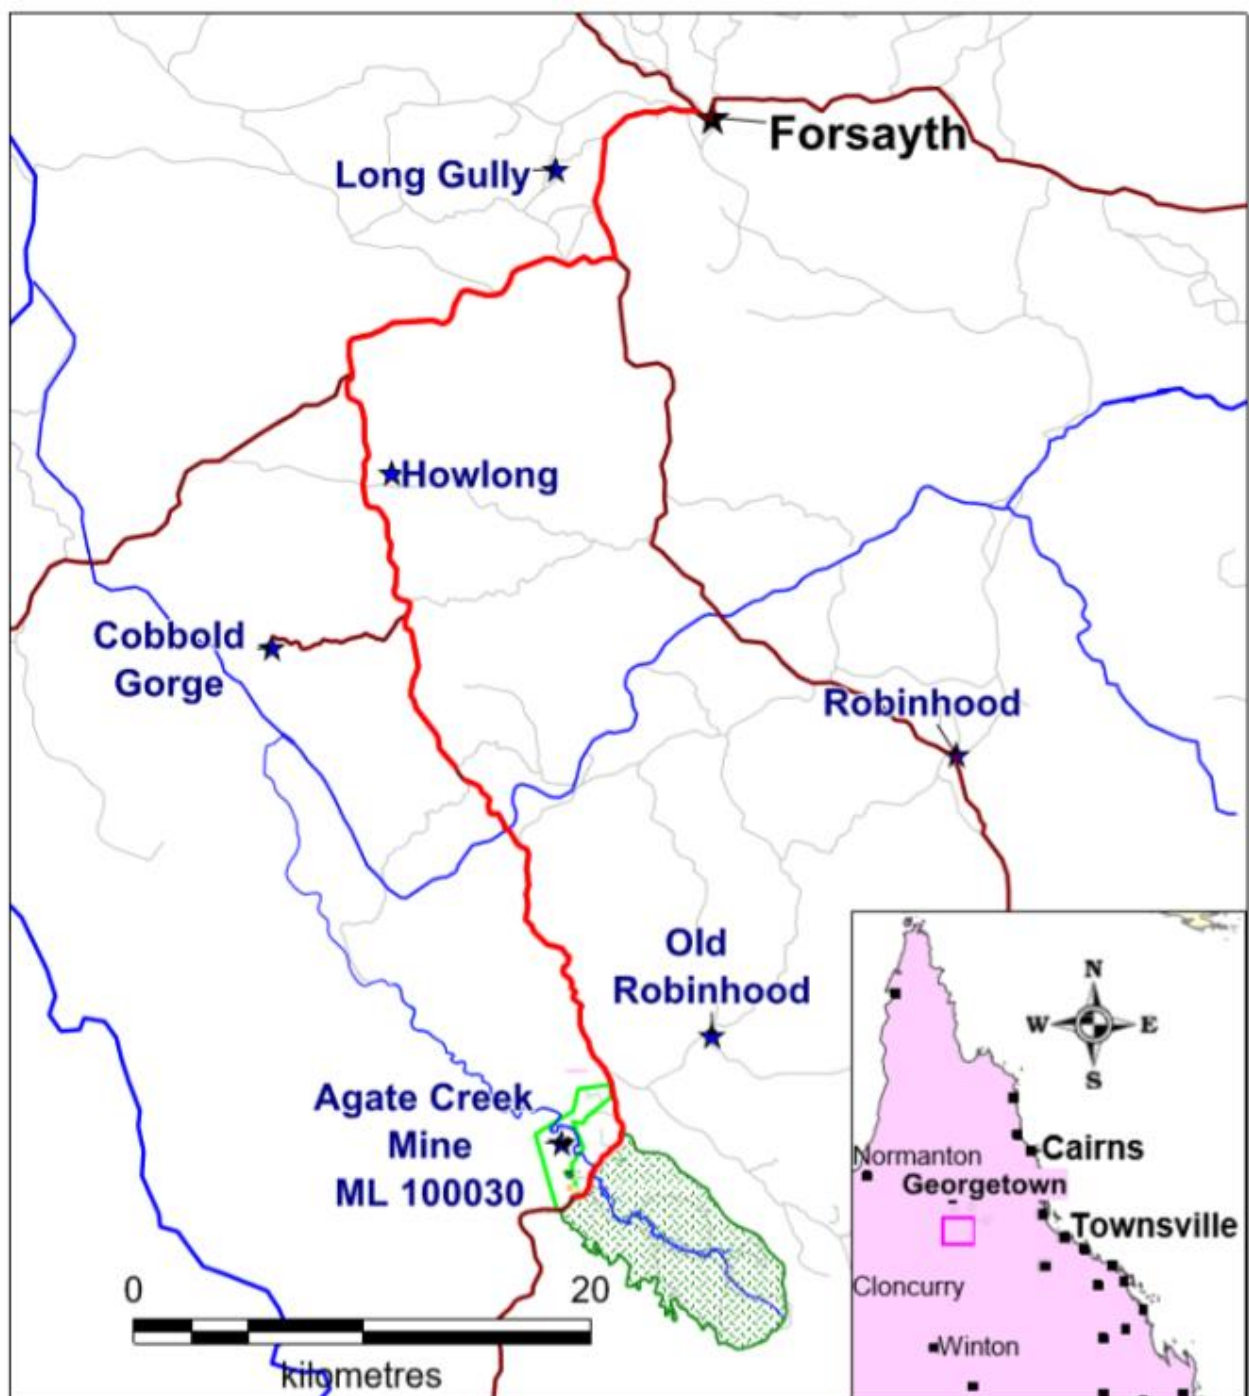 Forsayth
Long Gully
Howlong
Cobbold
Gorge
Robinhood
Old
Robinhood
Agate Creek
Mine
ML 100030
0
20
kilometres
N
W
E
S
Cairns
Normanton
Georgetown
Townsville
Cloncurry
Winton